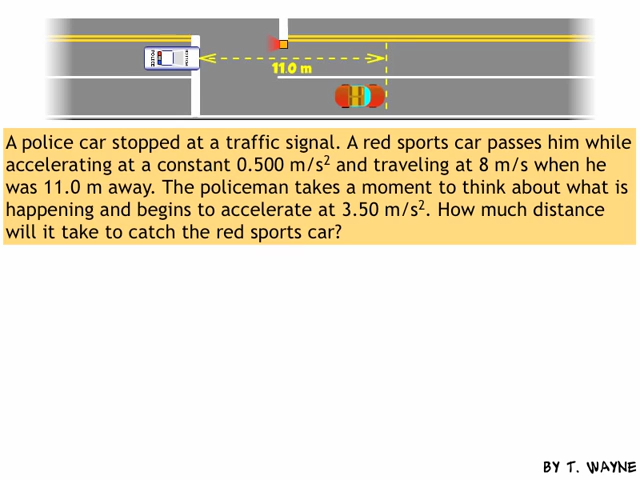 11.0 m
A police car stopped at a traffic signal. A red sports car passes him while
accelerating at a constant 0.500 m/s² and traveling at 8 m/s when he
was 11.0 m away. The policeman takes a moment to think about what is
happening and begins to accelerate at 3.50 m/s². How much distance
will it take to catch the red sports car?
BY T. WAYNE